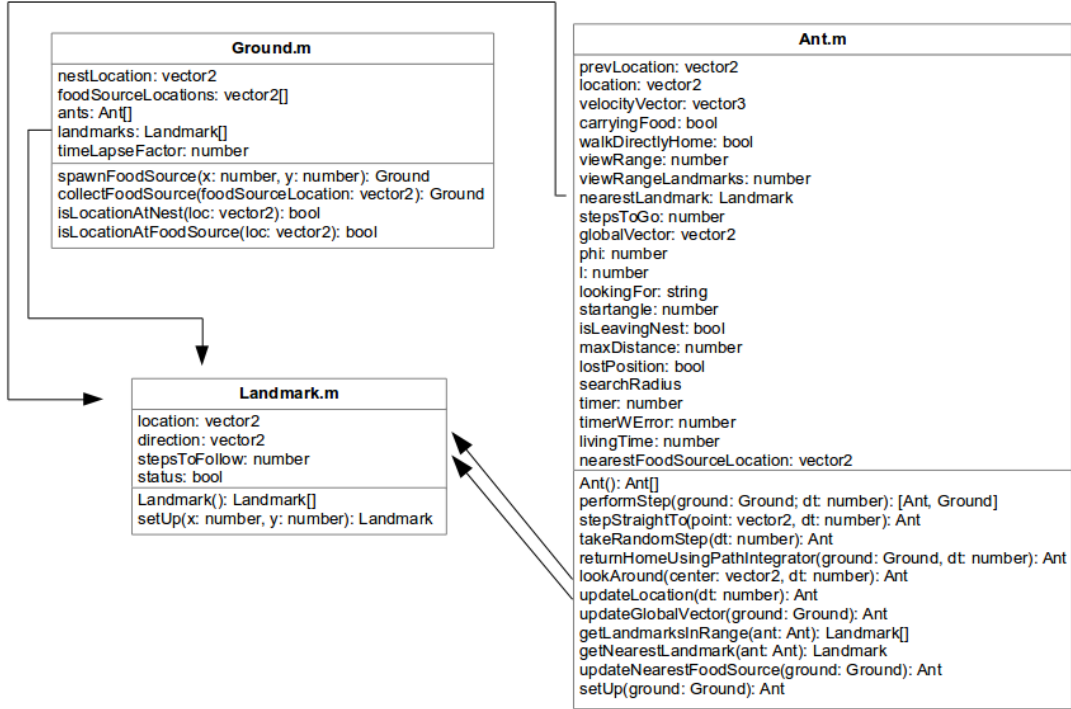 Ground.m
nestLocation: vector2
foodSourceLocations: vector2[]
ants: Ant[]
landmarks: Landmark[]
timeLapseFactor: number
spawnFoodSource(x: number, y: number): Ground
collectFoodSource(foodSourceLocation: vector2): Ground
isLocationAtNest(loc: vector2): bool
isLocationAtFoodSource(loc: vector2): bool
Ant.m
prevLocation: vector2
location: vector2
velocityVector: vector3
carryingFood: bool
walkDirectlyHome: bool
viewRange: number
viewRangeLandmarks: number
nearestLandmark: Landmark
stepsToGo: number
globalVector: vector2
phi: number
l: number
lookingFor: string
startangle: number
isLeavingNest: bool
maxDistance: number
lostPosition: bool
searchRadius
timer: number
timerWError: number
livingTime: number
nearestFoodSourceLocation: vector2
Ant(): Ant[]
performStep(ground: Ground; dt: number): [Ant, Ground]
stepStraightTo(point: vector2, dt: number): Ant
takeRandomStep(dt: number): Ant
returnHomeUsingPathIntegrator(ground: Ground, dt: number): Ant
lookAround(center: vector2, dt: number): Ant
updateLocation(dt: number): Ant
updateGlobalVector(ground: Ground): Ant
getLandmarksInRange(ant: Ant): Landmark[]
getNearestLandmark(ant: Ant): Landmark
updateNearestFoodSource(ground: Ground): Ant
setUp(ground: Ground): Ant
Landmark.m
location: vector2
direction: vector2
stepsToFollow: number
status: bool
Landmark(): Landmark[]
setUp(x: number, y: number): Landmark